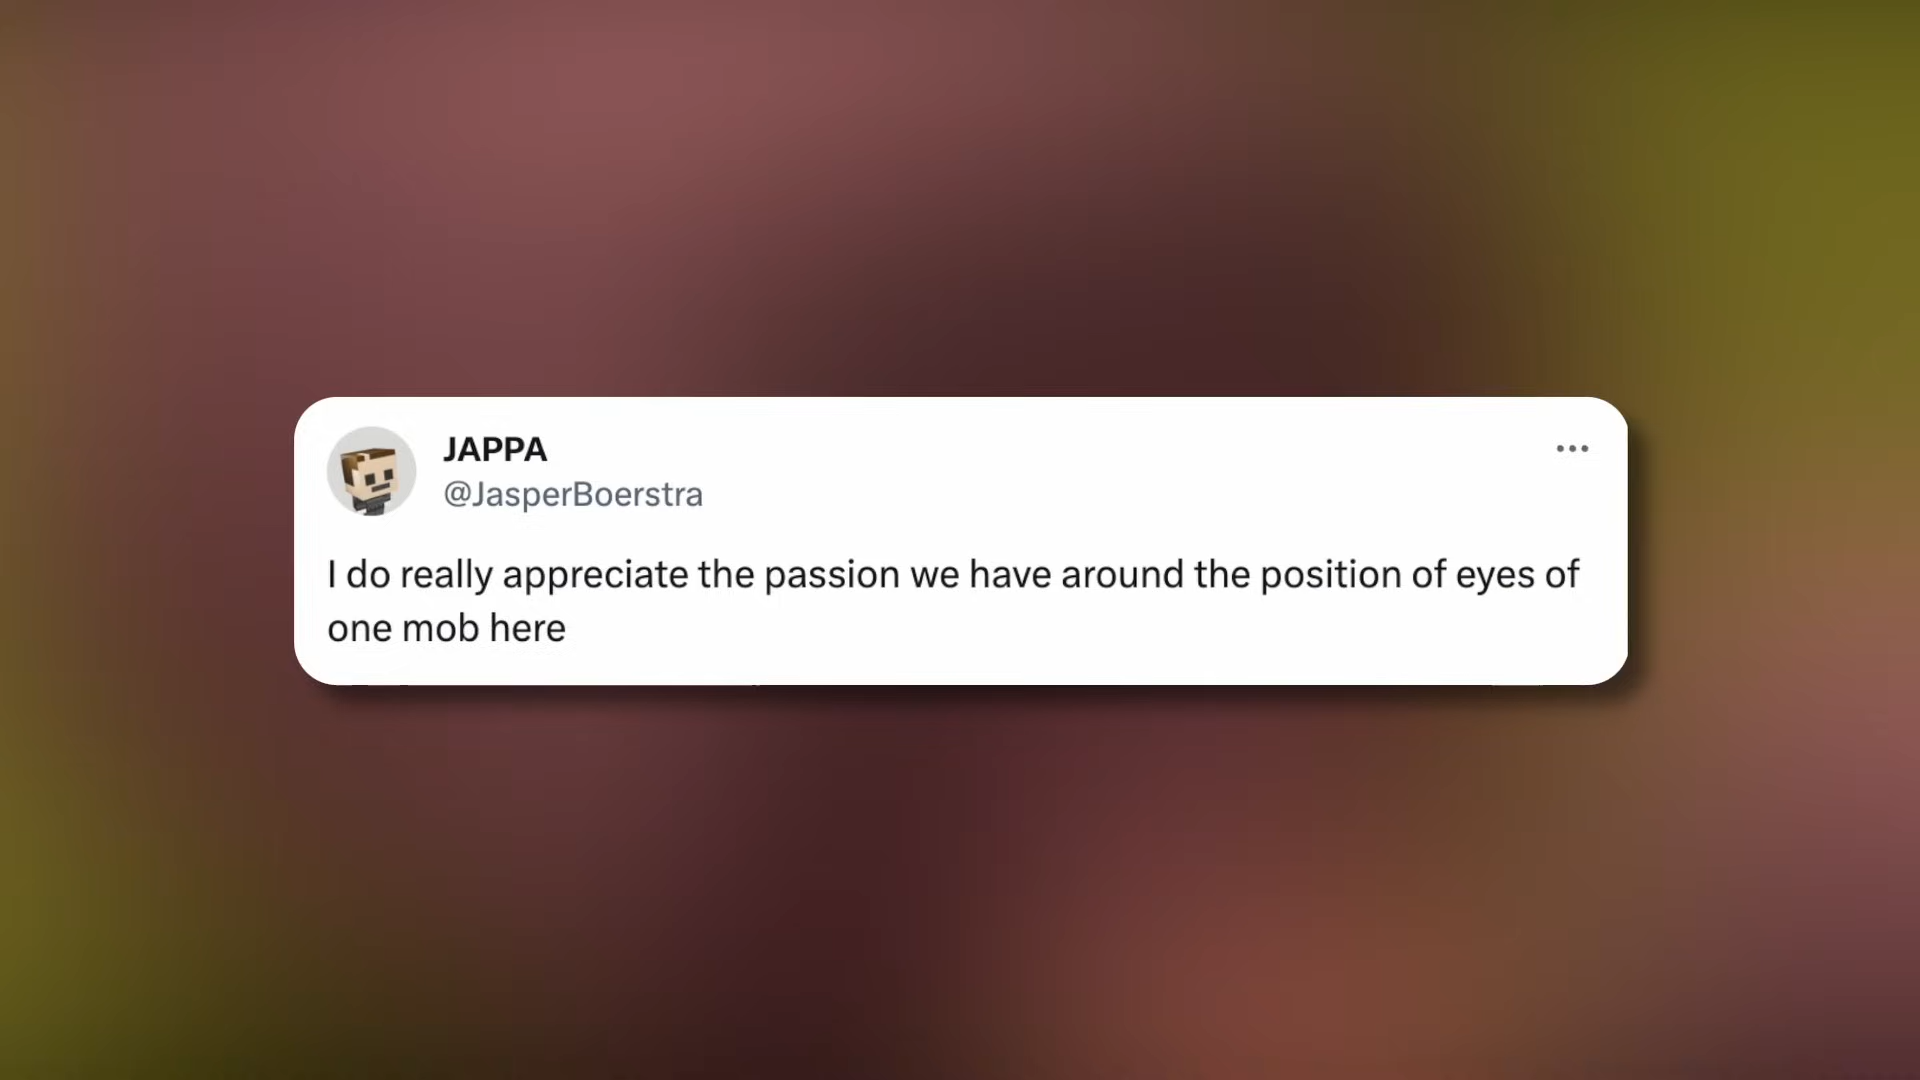 JAPPA
@JasperBoerstra
I do really appreciate the passion we have around the position of eyes of
one mob here